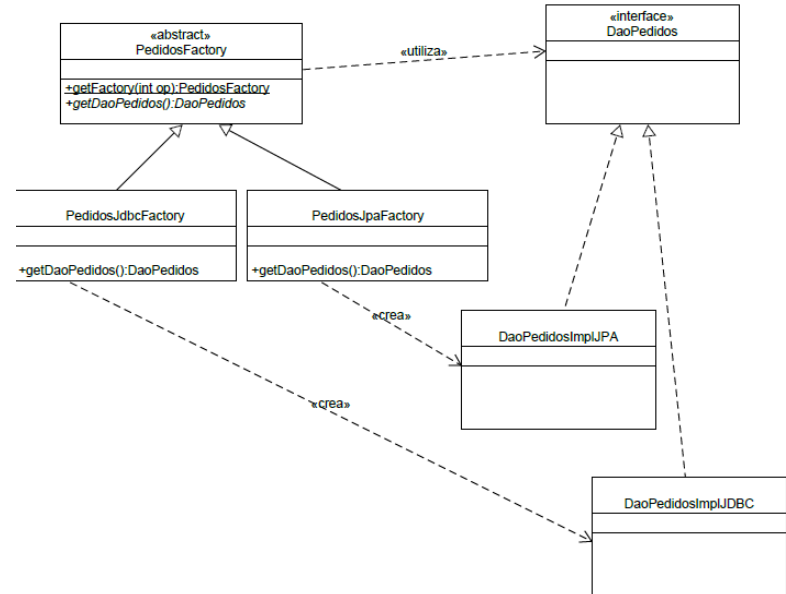 «abstract»
PedidosFactory
+getFactory(int op):PedidosFactory
+getDaoPedidos():DaoPedidos
«utiliza»
«interface»
DaoPedidos
PedidosJdbcFactory
+getDaoPedidos():DaoPedidos
PedidosJpaFactory
+getDaoPedidos():DaoPedidos
«crea»
DaoPedidosImplJPA
«crea»
DaoPedidosImplJDBC